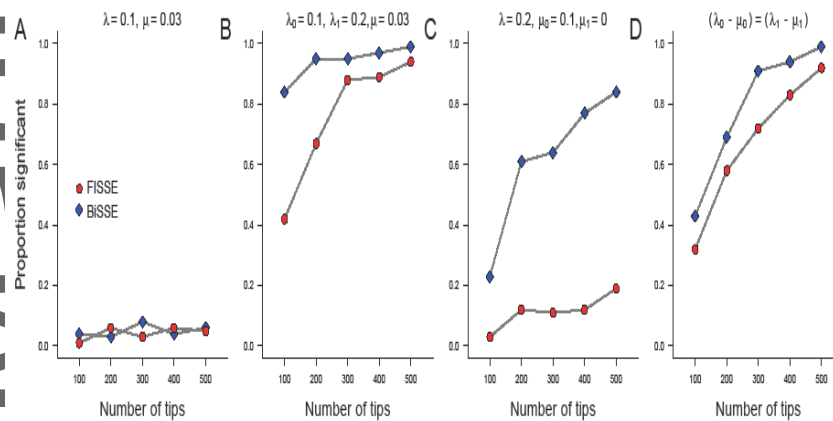 A
λ = 0.1, μ = 0.03
B
λ₀ = 0.1, λ₁ = 0.2, μ = 0.03
C
λ = 0.2, μ₀ = 0.1, μ₁ = 0
D
(λ₀ - μ₀) = (λ₁ - μ₁)
Proportion significant
1.0
0.8
0.6
0.4
0.2
0.0
FISSE
BiSSE
100 200 300 400 500
Number of tips
1.0
0.8
0.6
0.4
0.2
0.0
100 200 300 400 500
Number of tips
1.0
0.8
0.6
0.4
0.2
0.0
100 200 300 400 500
Number of tips
1.0
0.8
0.6
0.4
0.2
0.0
100 200 300 400 500
Number of tips